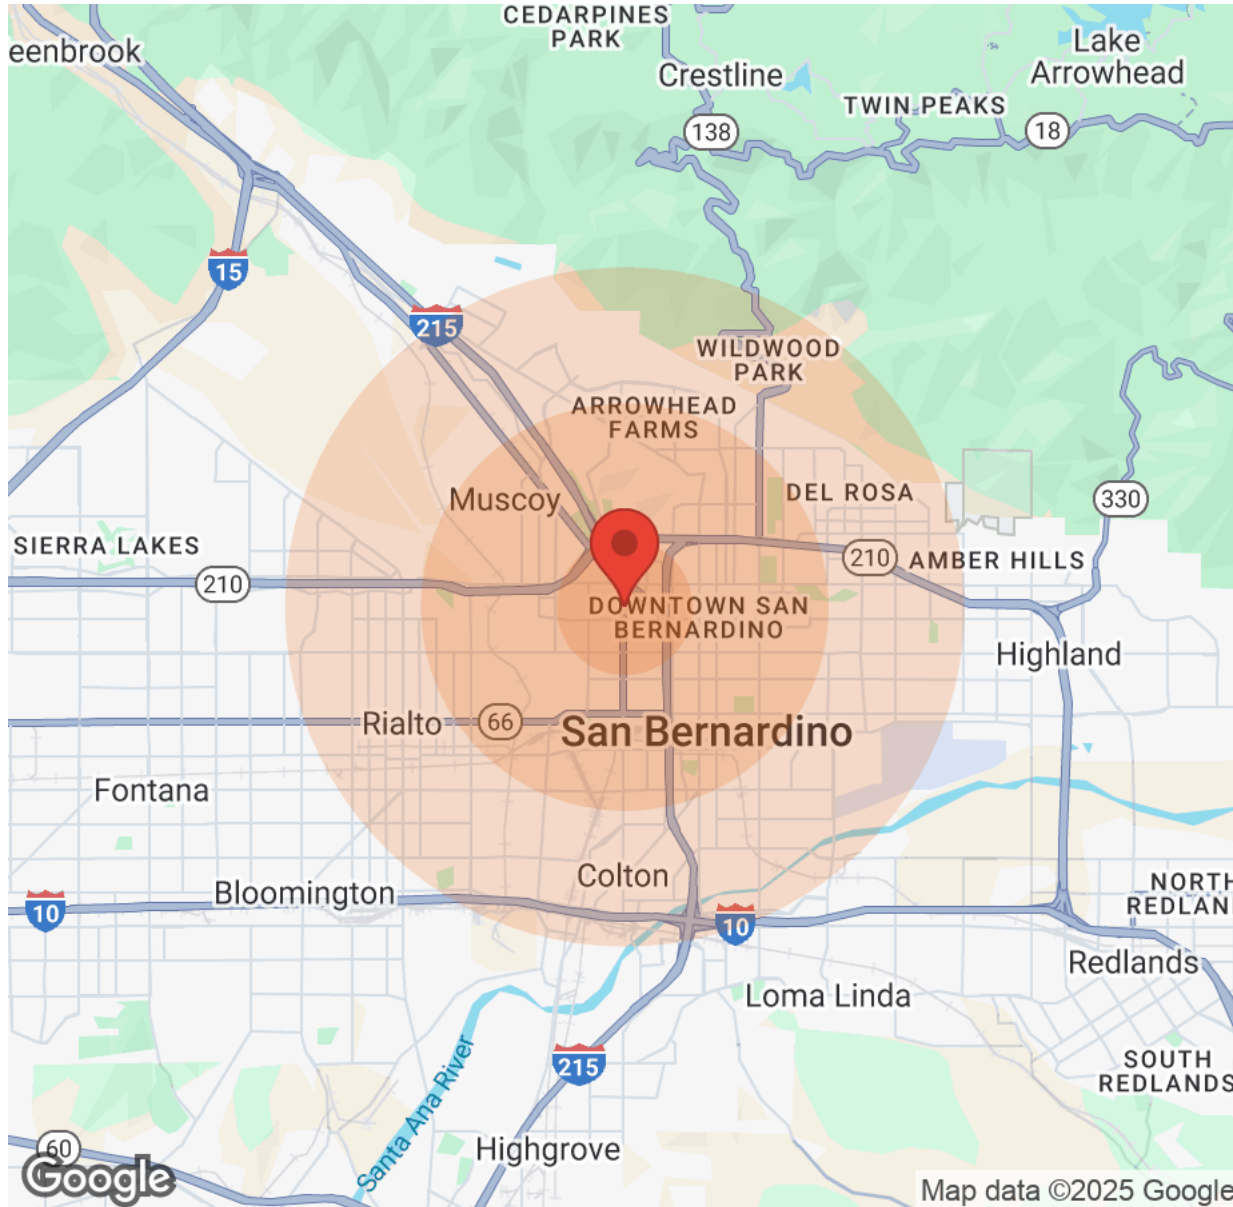 CEDARPINES
PARK
eenbrook
Lake
Arrowhead
Crestline
TWIN PEAKS
138
18
15
215
WILDWOOD
PARK
ARROWHEAD
FARMS
Muscoy
DEL ROSA
330
SIERRA LAKES
210
210
AMBER HILLS
DOWNTOWN SAN
BERNARDINO
Highland
Rialto
66
San Bernardino
Fontana
Colton
Bloomington
NORTH
REDLAN
10
10
Redlands
Loma Linda
215
SOUTH
REDLANDS
Santa Ana River
60
Highgrove
Google
Map data ©2025 Google